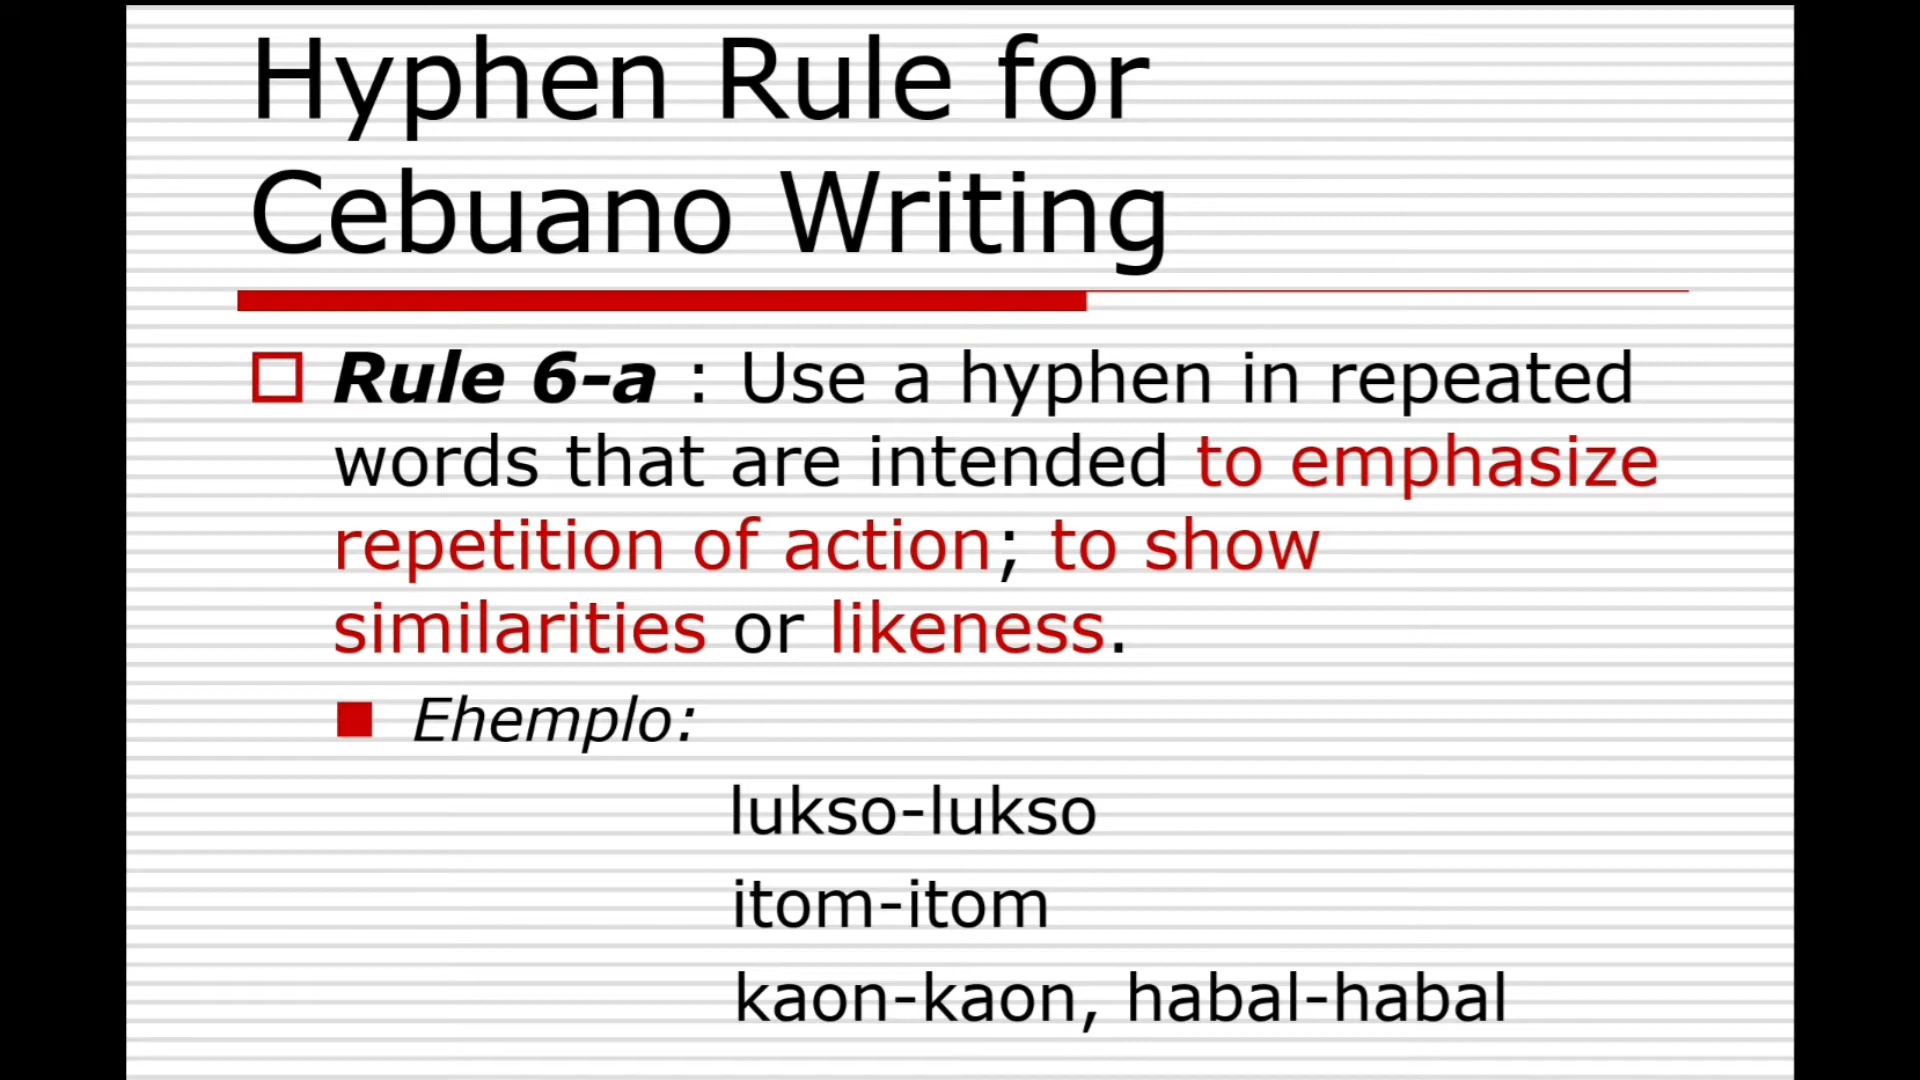 Hyphen Rule for
Cebuano Writing
Rule 6-a : Use a hyphen in repeated
words that are intended to emphasize
repetition of action; to show
similarities or likeness.
Ehemplo:
lukso-lukso
itom-itom
kaon-kaon, habal-habal